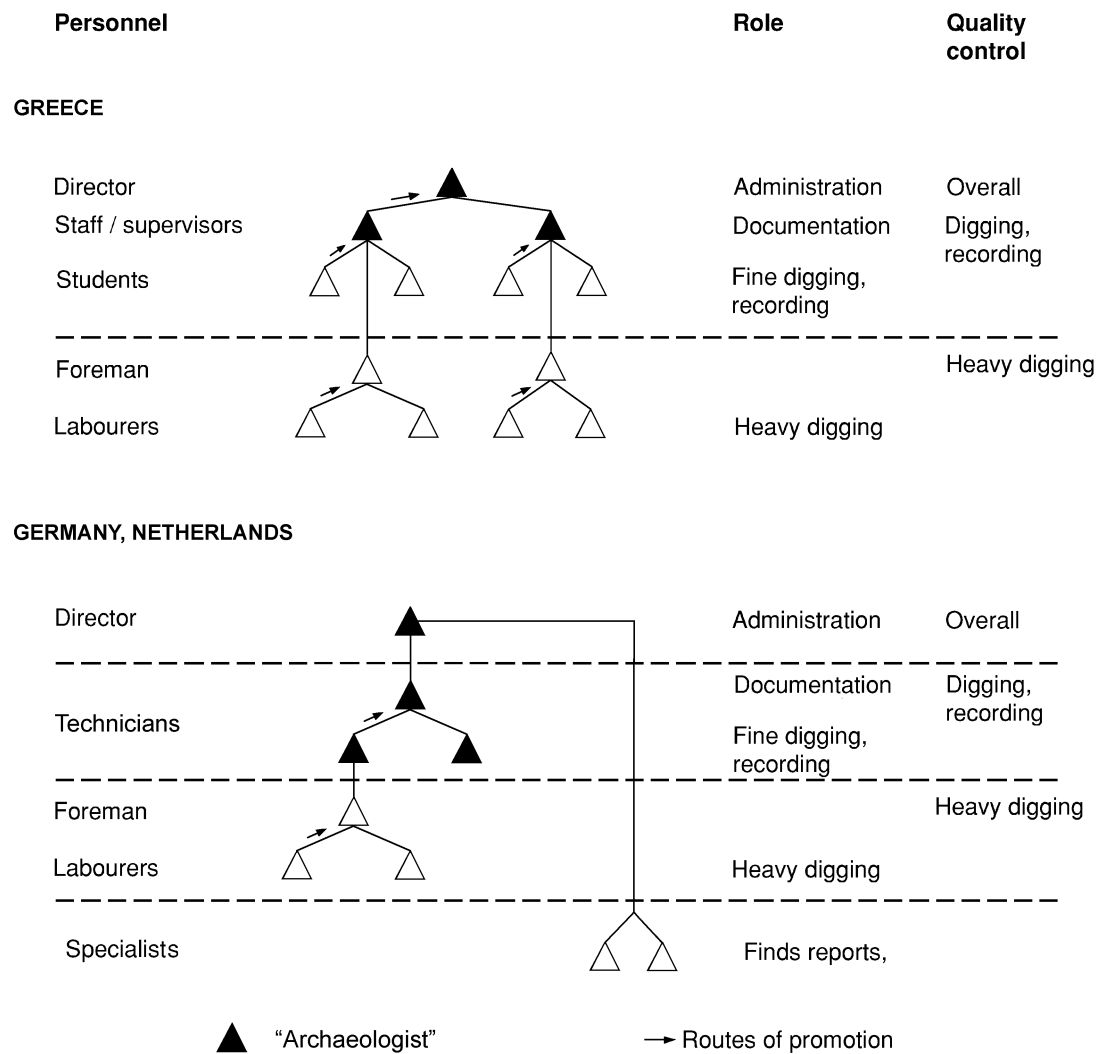 Personnel Role Quality
control
GREECE
Director Administration Overall
Staff / supervisors Documentation Digging,
recording
Students Fine digging,
recording
Foreman Heavy digging
Labourers Heavy digging
GERMANY, NETHERLANDS
Director Administration Overall
Documentation Digging,
recording
Technicians
Fine digging,
recording
Foreman Heavy digging
Labourers Heavy digging
Specialists Finds reports,
“Archaeologist” Routes of promotion